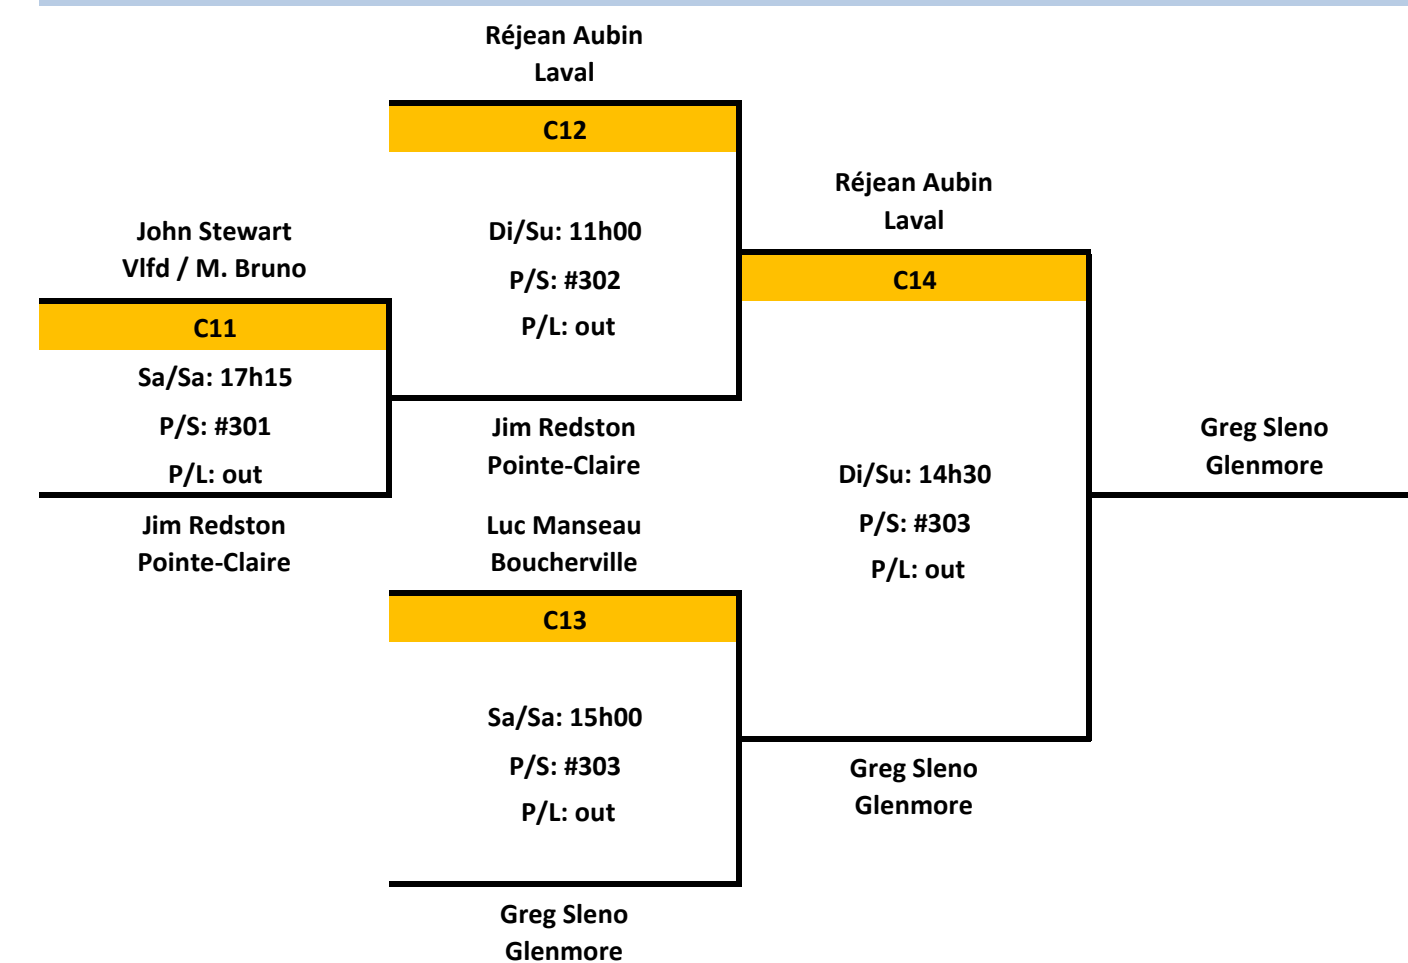 Réjean Aubin
Laval
C12
Di/Su: 11h00
P/S: #302
P/L: out
John Stewart
Vlfd / M. Bruno
C11
Sa/Sa: 17h15
P/S: #301
P/L: out
Jim Redston
Pointe-Claire
Jim Redston
Pointe-Claire
Réjean Aubin
Laval
C14
Di/Su: 14h30
P/S: #303
P/L: out
Greg Sleno
Glenmore
Luc Manseau
Boucherville
C13
Sa/Sa: 15h00
P/S: #303
P/L: out
Greg Sleno
Glenmore
Greg Sleno
Glenmore